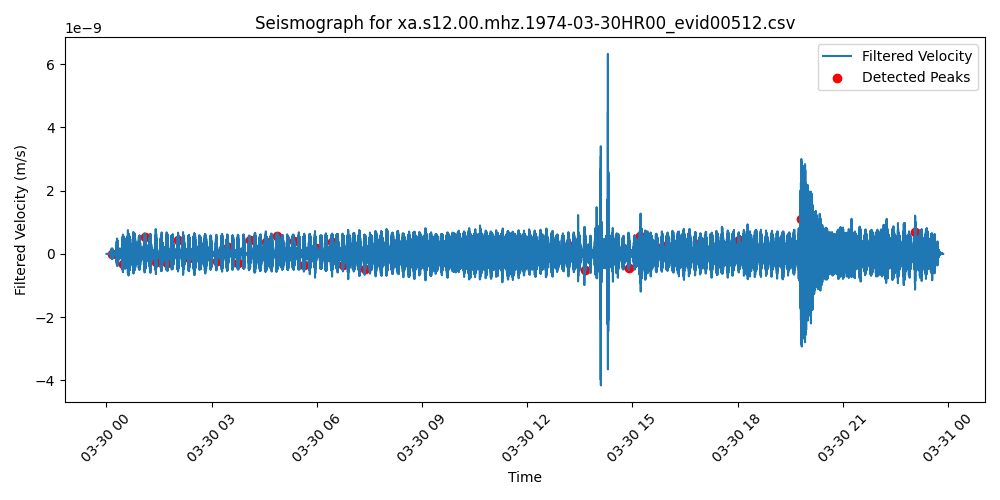 Seismograph for xa.s12.00.mhz.1974-03-30HR00_evid00512.csv
1e−9
Filtered Velocity
Detected Peaks
6
4
2
0
−2
−4
Filtered Velocity (m/s)
03-30 00
03-30 03
03-30 06
03-30 09
03-30 12
03-30 15
03-30 18
03-30 21
03-31 00
Time